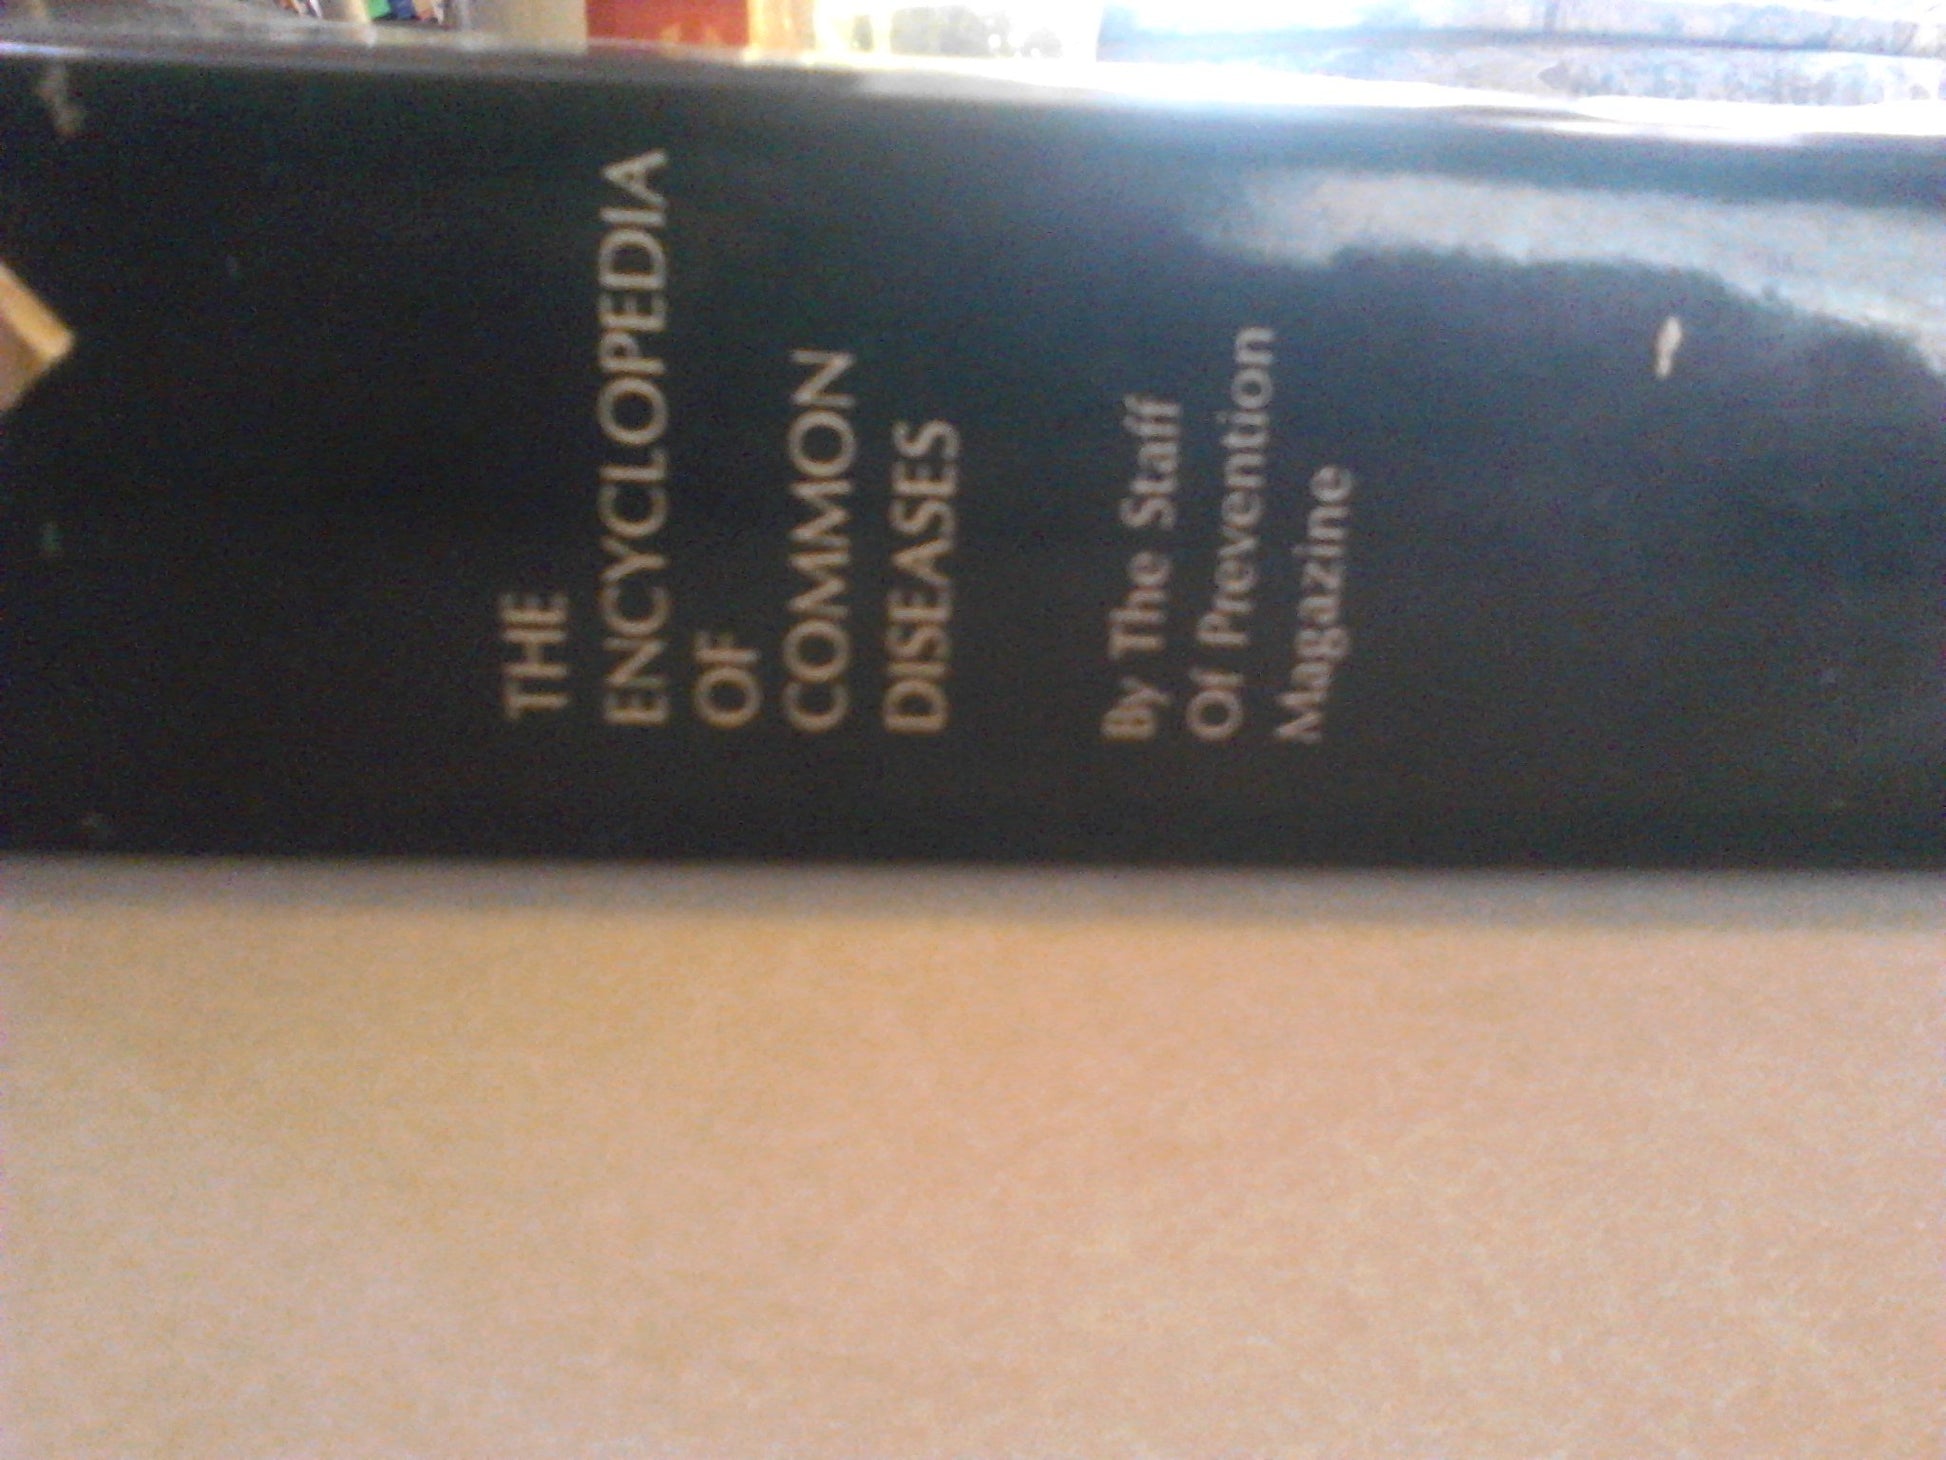 THE
ENCYCLOPEDIA
OF
COMMON
DISEASES
By The Staff
Of Prevention
Magazine